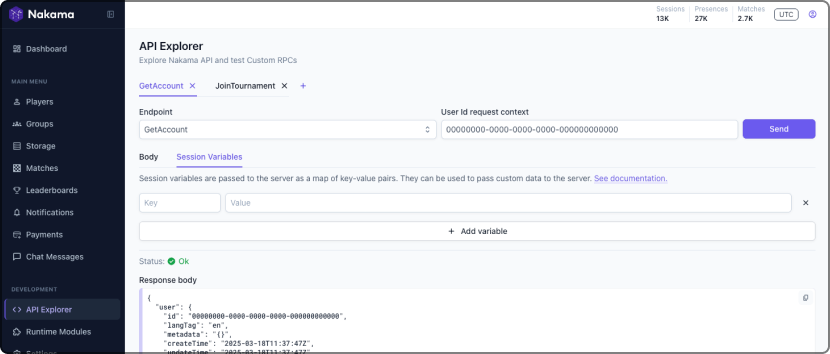 Nakama
Sessions
13K
Presences
27K
Matches
2.7K
UTC
Dashboard
MAIN MENU
Players
Groups
Storage
Matches
Leaderboards
Notifications
Payments
Chat Messages
DEVELOPMENT
API Explorer
Runtime Modules
Settings
API Explorer
Explore Nakama API and test Custom RPCs
GetAccount
JoinTournament
Endpoint
User Id request context
GetAccount
00000000-0000-0000-0000-000000000000
Send
Body
Session Variables
Session variables are passed to the server as a map of key-value pairs. They can be used to pass custom data to the server. See documentation.
Key
Value
+ Add variable
Status: Ok
Response body
{
"user": {
"id": "00000000-0000-0000-0000-000000000000",
"langTag": "en",
"metadata": "{}",
"createTime": "2025-03-18T11:37:47Z",
"updateTime": "2025-03-18T11:37:47Z",